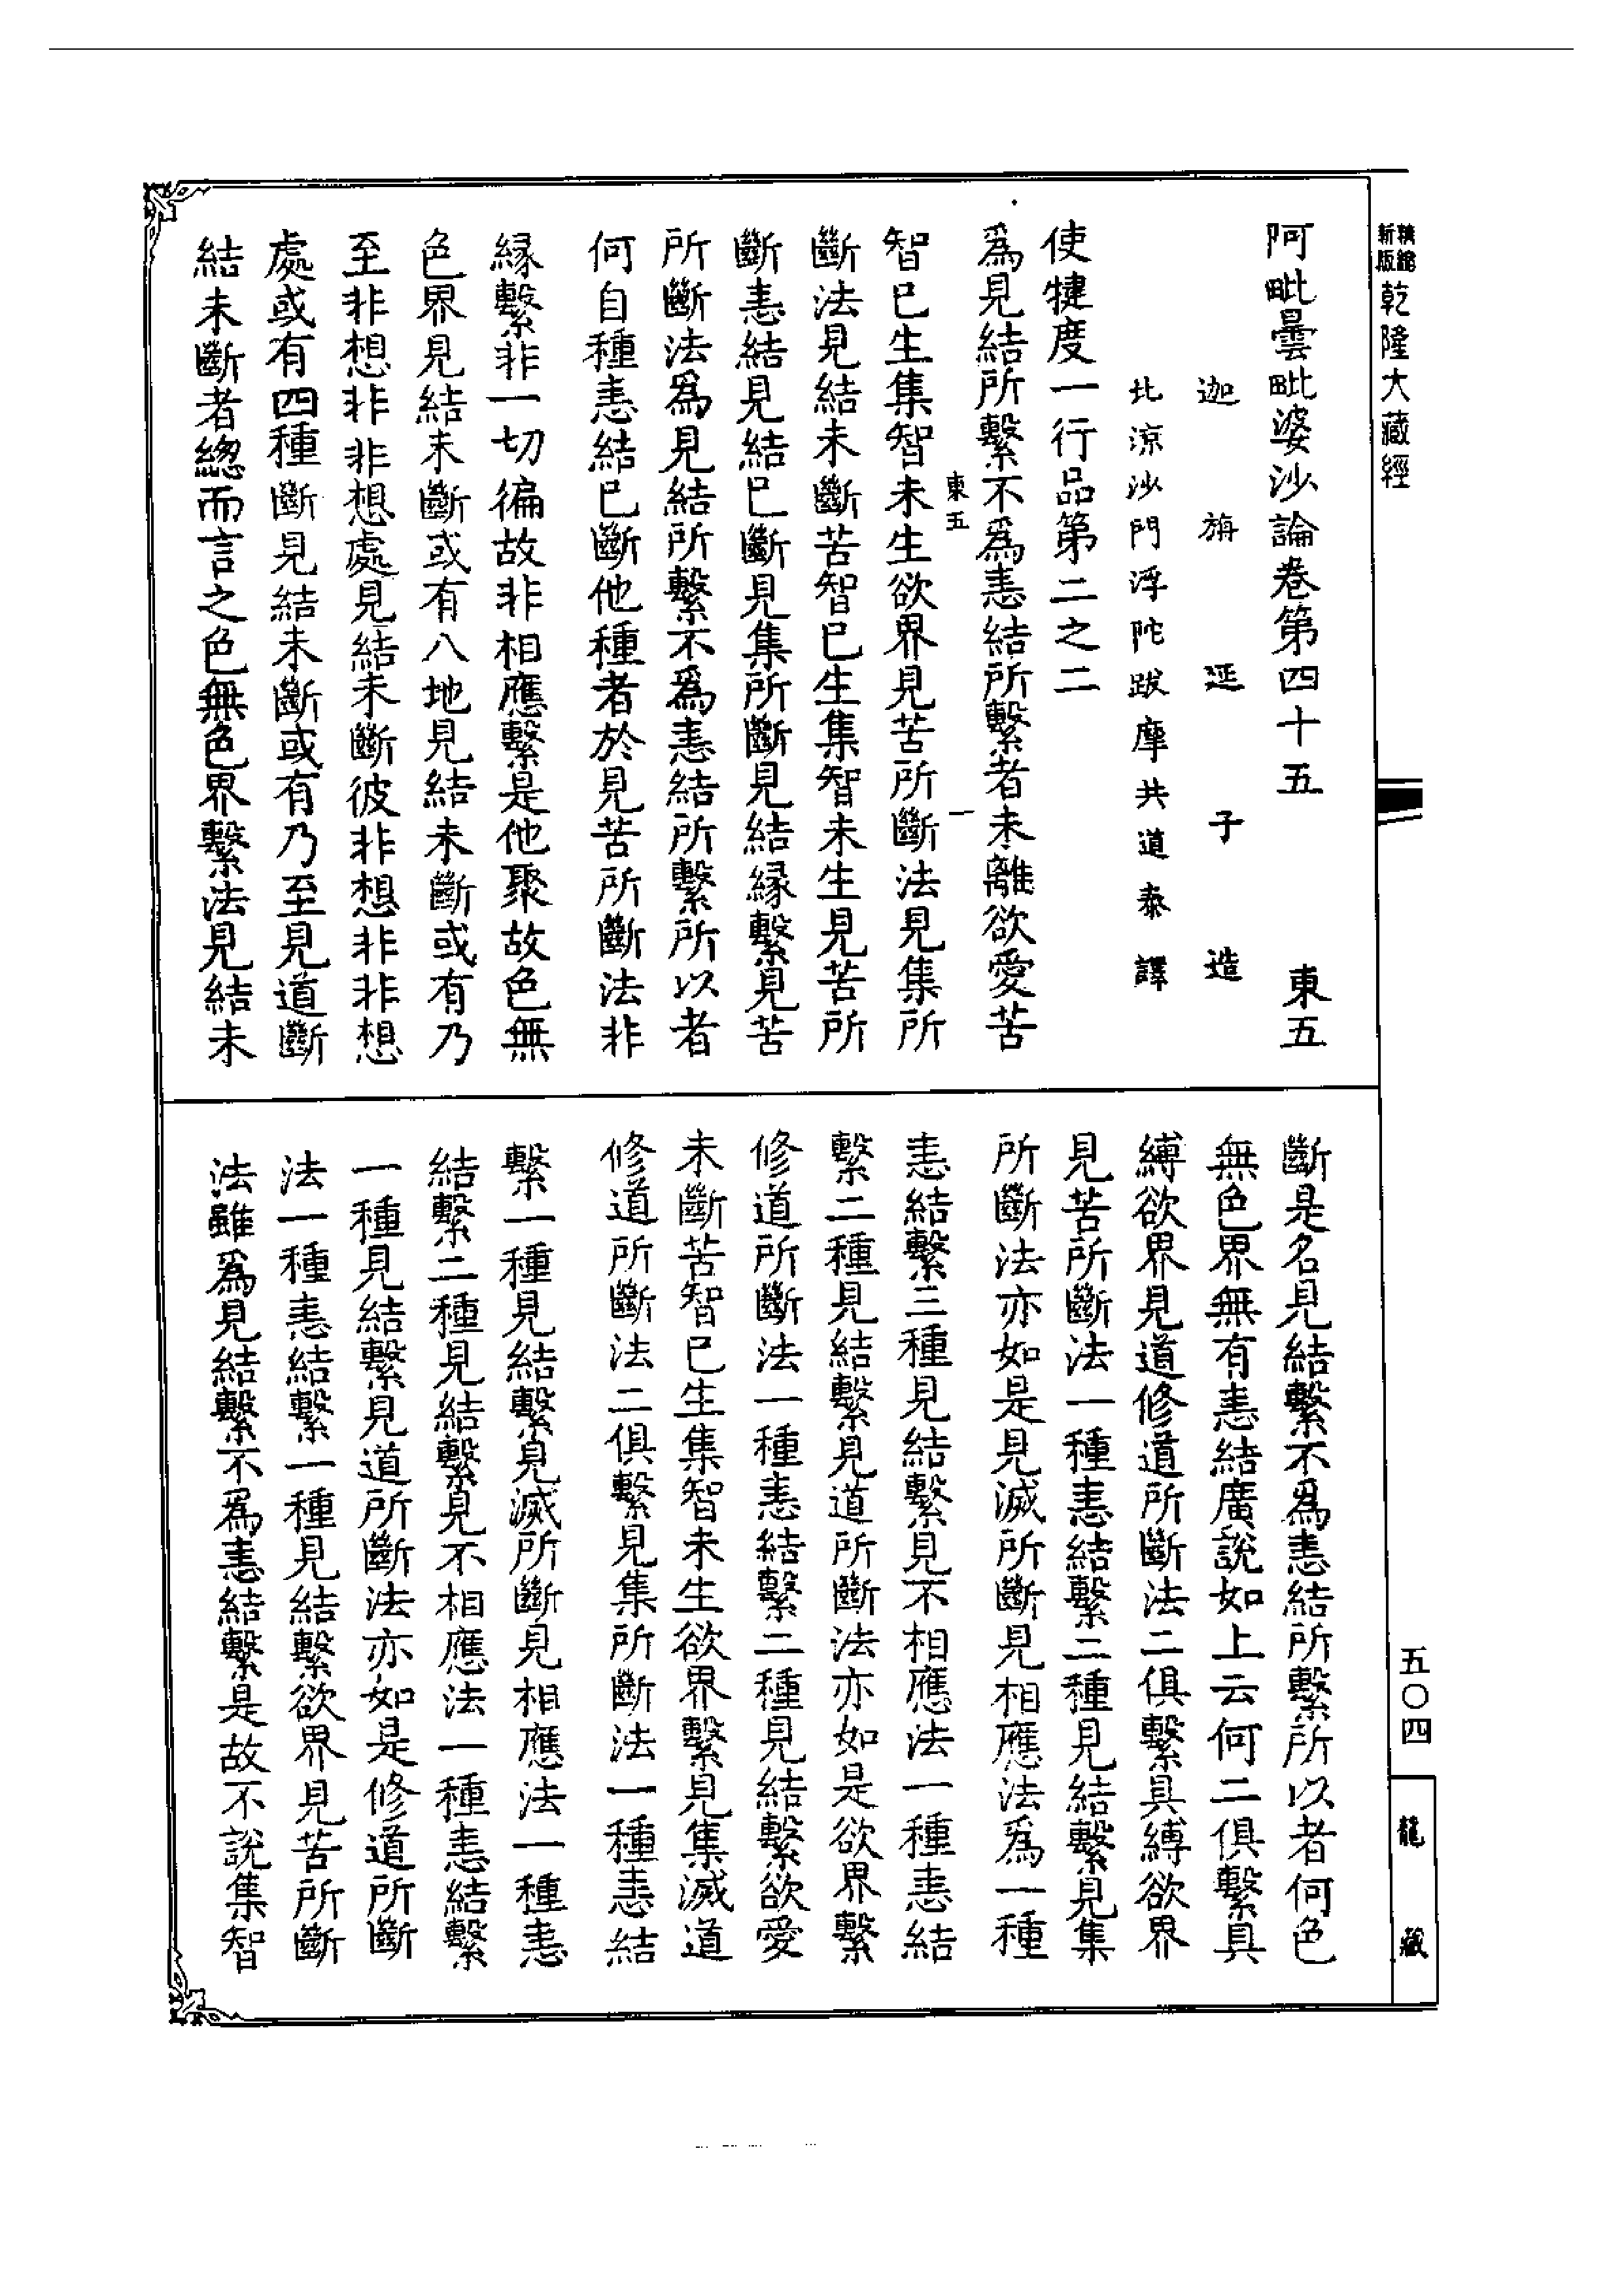 精縮新版乾隆大藏經
阿毗曇毗婆沙論卷第四十五 東五
迦旃延子造
北涼沙門浮陀跋摩共道泰譯
使犍度一行品第二之二
爲見結所繫不爲恚結所繫者未離欲愛苦
東五 一
智已生集智未生欲界見苦所斷法見集所
斷法見結未斷苦智已生集智未生見苦所
斷恚結見結已斷見集所斷見結緣繫見苦
所斷法爲見結所繫不爲恚結所繫所以者
何自種恚結已斷他種者於見苦所斷法非
緣繫非一切徧故非相應繫是他聚故色無
色界見結未斷或有八地見結未斷或有乃
至非想非非想處見結未斷彼非想非非想
處或有四種斷見結未斷或有乃至見道斷
結未斷者總而言之色無色界繫法見結未
斷是名見結繫不爲恚結所繫所以者何色
無色界無有恚結廣說如上云何二俱繫具
縛欲界見道修道所斷法二俱繫具縛欲界
見苦所斷法一種恚結繫二種見結繫見集
所斷法亦如是見滅所斷見相應法爲一種
恚結繫三種見結繫見不相應法一種恚結
繫二種見結繫見道所斷法亦如是欲界繫
修道所斷法一種恚結繫二種見結繫欲愛
未斷苦智已生集智未生欲界繫見集滅道
修道所斷法二俱繫見集所斷法一種恚結
繫一種見結繫見滅所斷見相應法一種恚
結繫二種見結繫見不相應法一種恚結繫
一種見結繫見道所斷法亦如是修道所斷
法一種恚結繫一種見結繫欲界見苦所斷
法雖爲見結繫不爲恚結繫是故不說集智
五〇四
龍藏